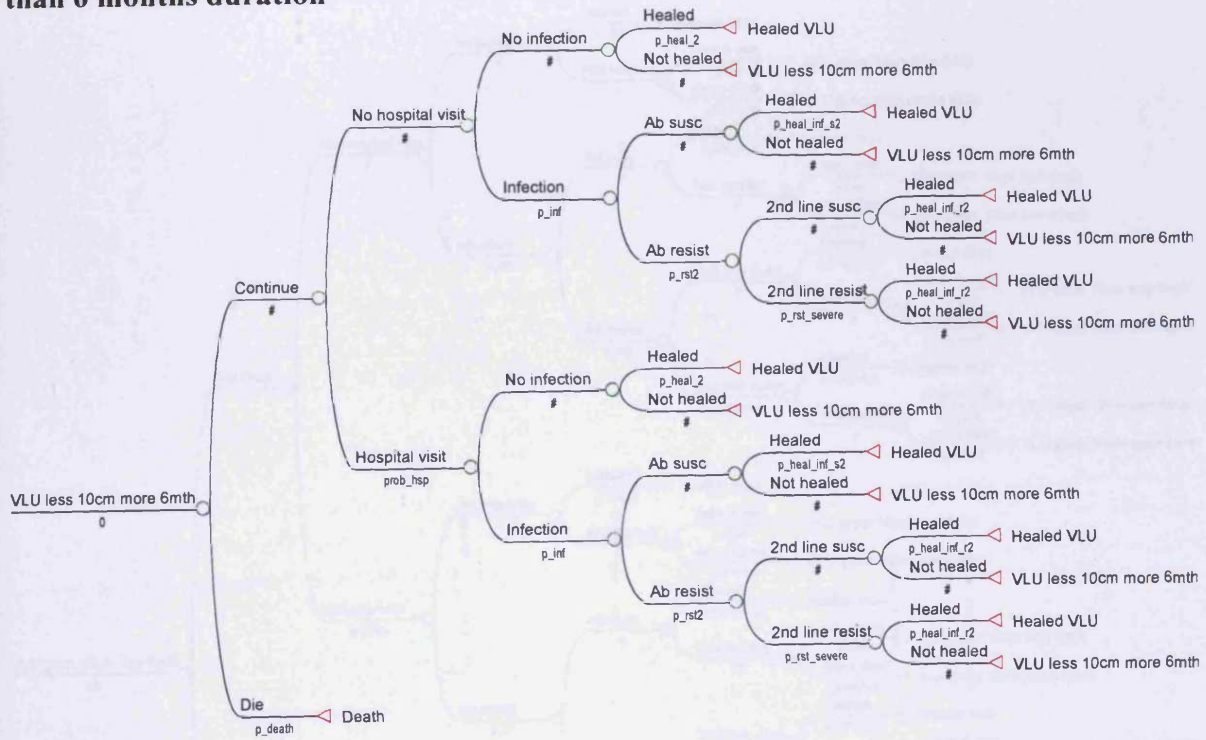 than 6 months duration
Healed
p_heal_2
Healed VLU
No infection
#
Not healed
#
VLU less 10cm more 6mth
No hospital visit
#
Healed
p_heal_inf_s2
Healed VLU
Ab susc
#
Not healed
#
VLU less 10cm more 6mth
Infection
p_inf
Healed
p_heal_inf_r2
Healed VLU
2nd line susc
#
Not healed
#
VLU less 10cm more 6mth
Ab resist
p_rst2
Healed
p_heal_inf_r2
Healed VLU
2nd line resist
p_rst_severe
Not healed
#
VLU less 10cm more 6mth
Continue
#
Healed
p_heal_2
Healed VLU
No infection
#
Not healed
#
VLU less 10cm more 6mth
Hospital visit
prob_hsp
Healed
p_heal_inf_s2
Healed VLU
Ab susc
#
Not healed
#
VLU less 10cm more 6mth
VLU less 10cm more 6mth
0
Infection
p_inf
Healed
p_heal_inf_r2
Healed VLU
2nd line susc
#
Not healed
#
VLU less 10cm more 6mth
Ab resist
p_rst2
Healed
p_heal_inf_r2
Healed VLU
2nd line resist
p_rst_severe
Not healed
#
VLU less 10cm more 6mth
Die
p_death
Death